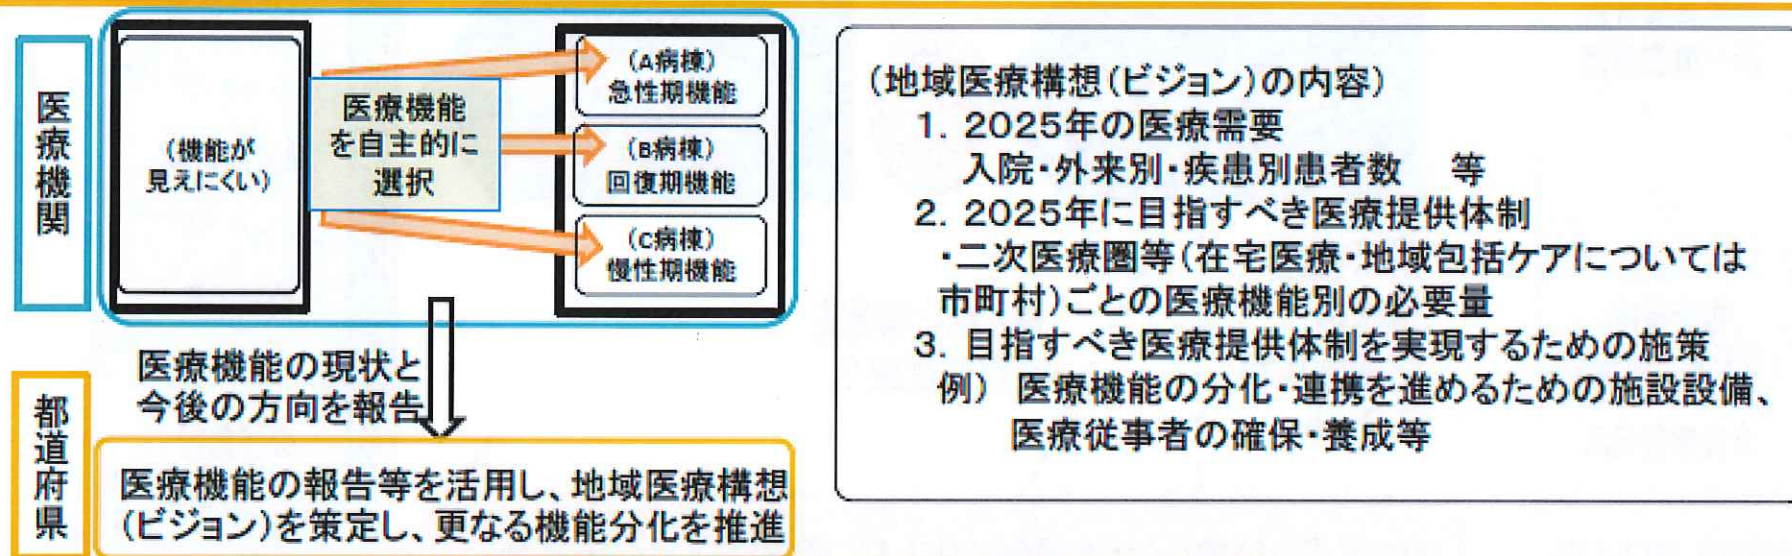 医療機関
(機能が
見えにくい)
医療機能
を自主的に
選択
(A病棟)
急性期機能
(B病棟)
回復期機能
(C病棟)
慢性期機能
医療機能の現状と
今後の方向を報告
都道府県
医療機能の報告等を活用し、地域医療構想
(ビジョン)を策定し、更なる機能分化を推進
(地域医療構想(ビジョン)の内容)
1. 2025年の医療需要
入院・外来別・疾患別患者数 等
2. 2025年に目指すべき医療提供体制
・二次医療圏等(在宅医療・地域包括ケアについては
市町村)ごとの医療機能別の必要量
3. 目指すべき医療提供体制を実現するための施策
例) 医療機能の分化・連携を進めるための施設設備、
医療従事者の確保・養成等